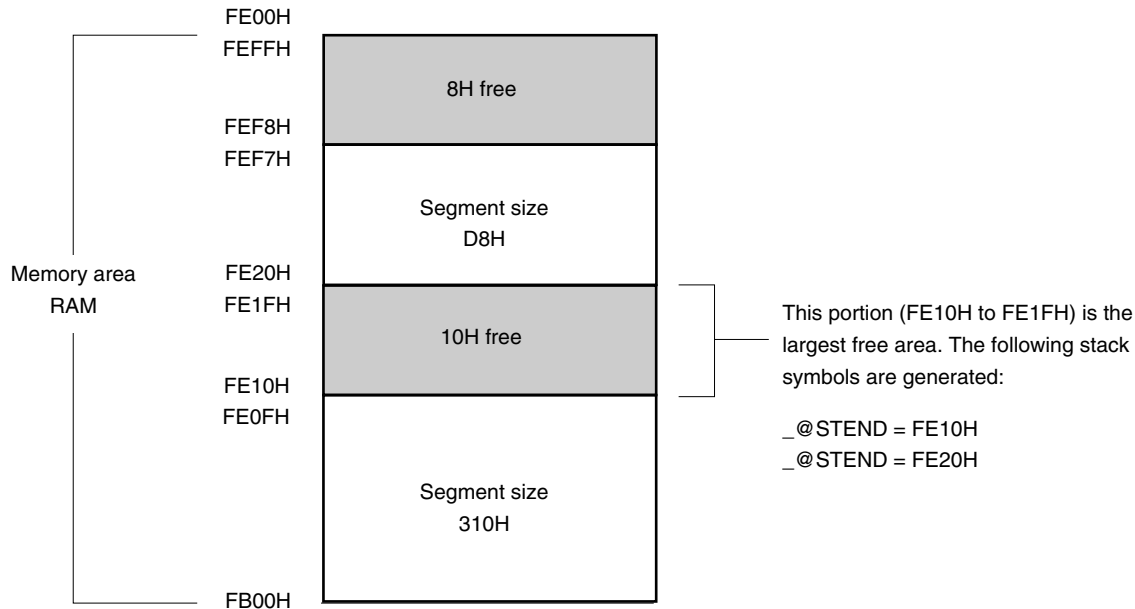 FE00H
FEFFH
8H free
FEF8H
FEF7H
Segment size
D8H
Memory area
RAM
FE20H
FE1FH
10H free
FE10H
FE0FH
This portion (FE10H to FE1FH) is the
largest free area. The following stack
symbols are generated:
_@STEND = FE10H
_@STEND = FE20H
Segment size
310H
FB00H